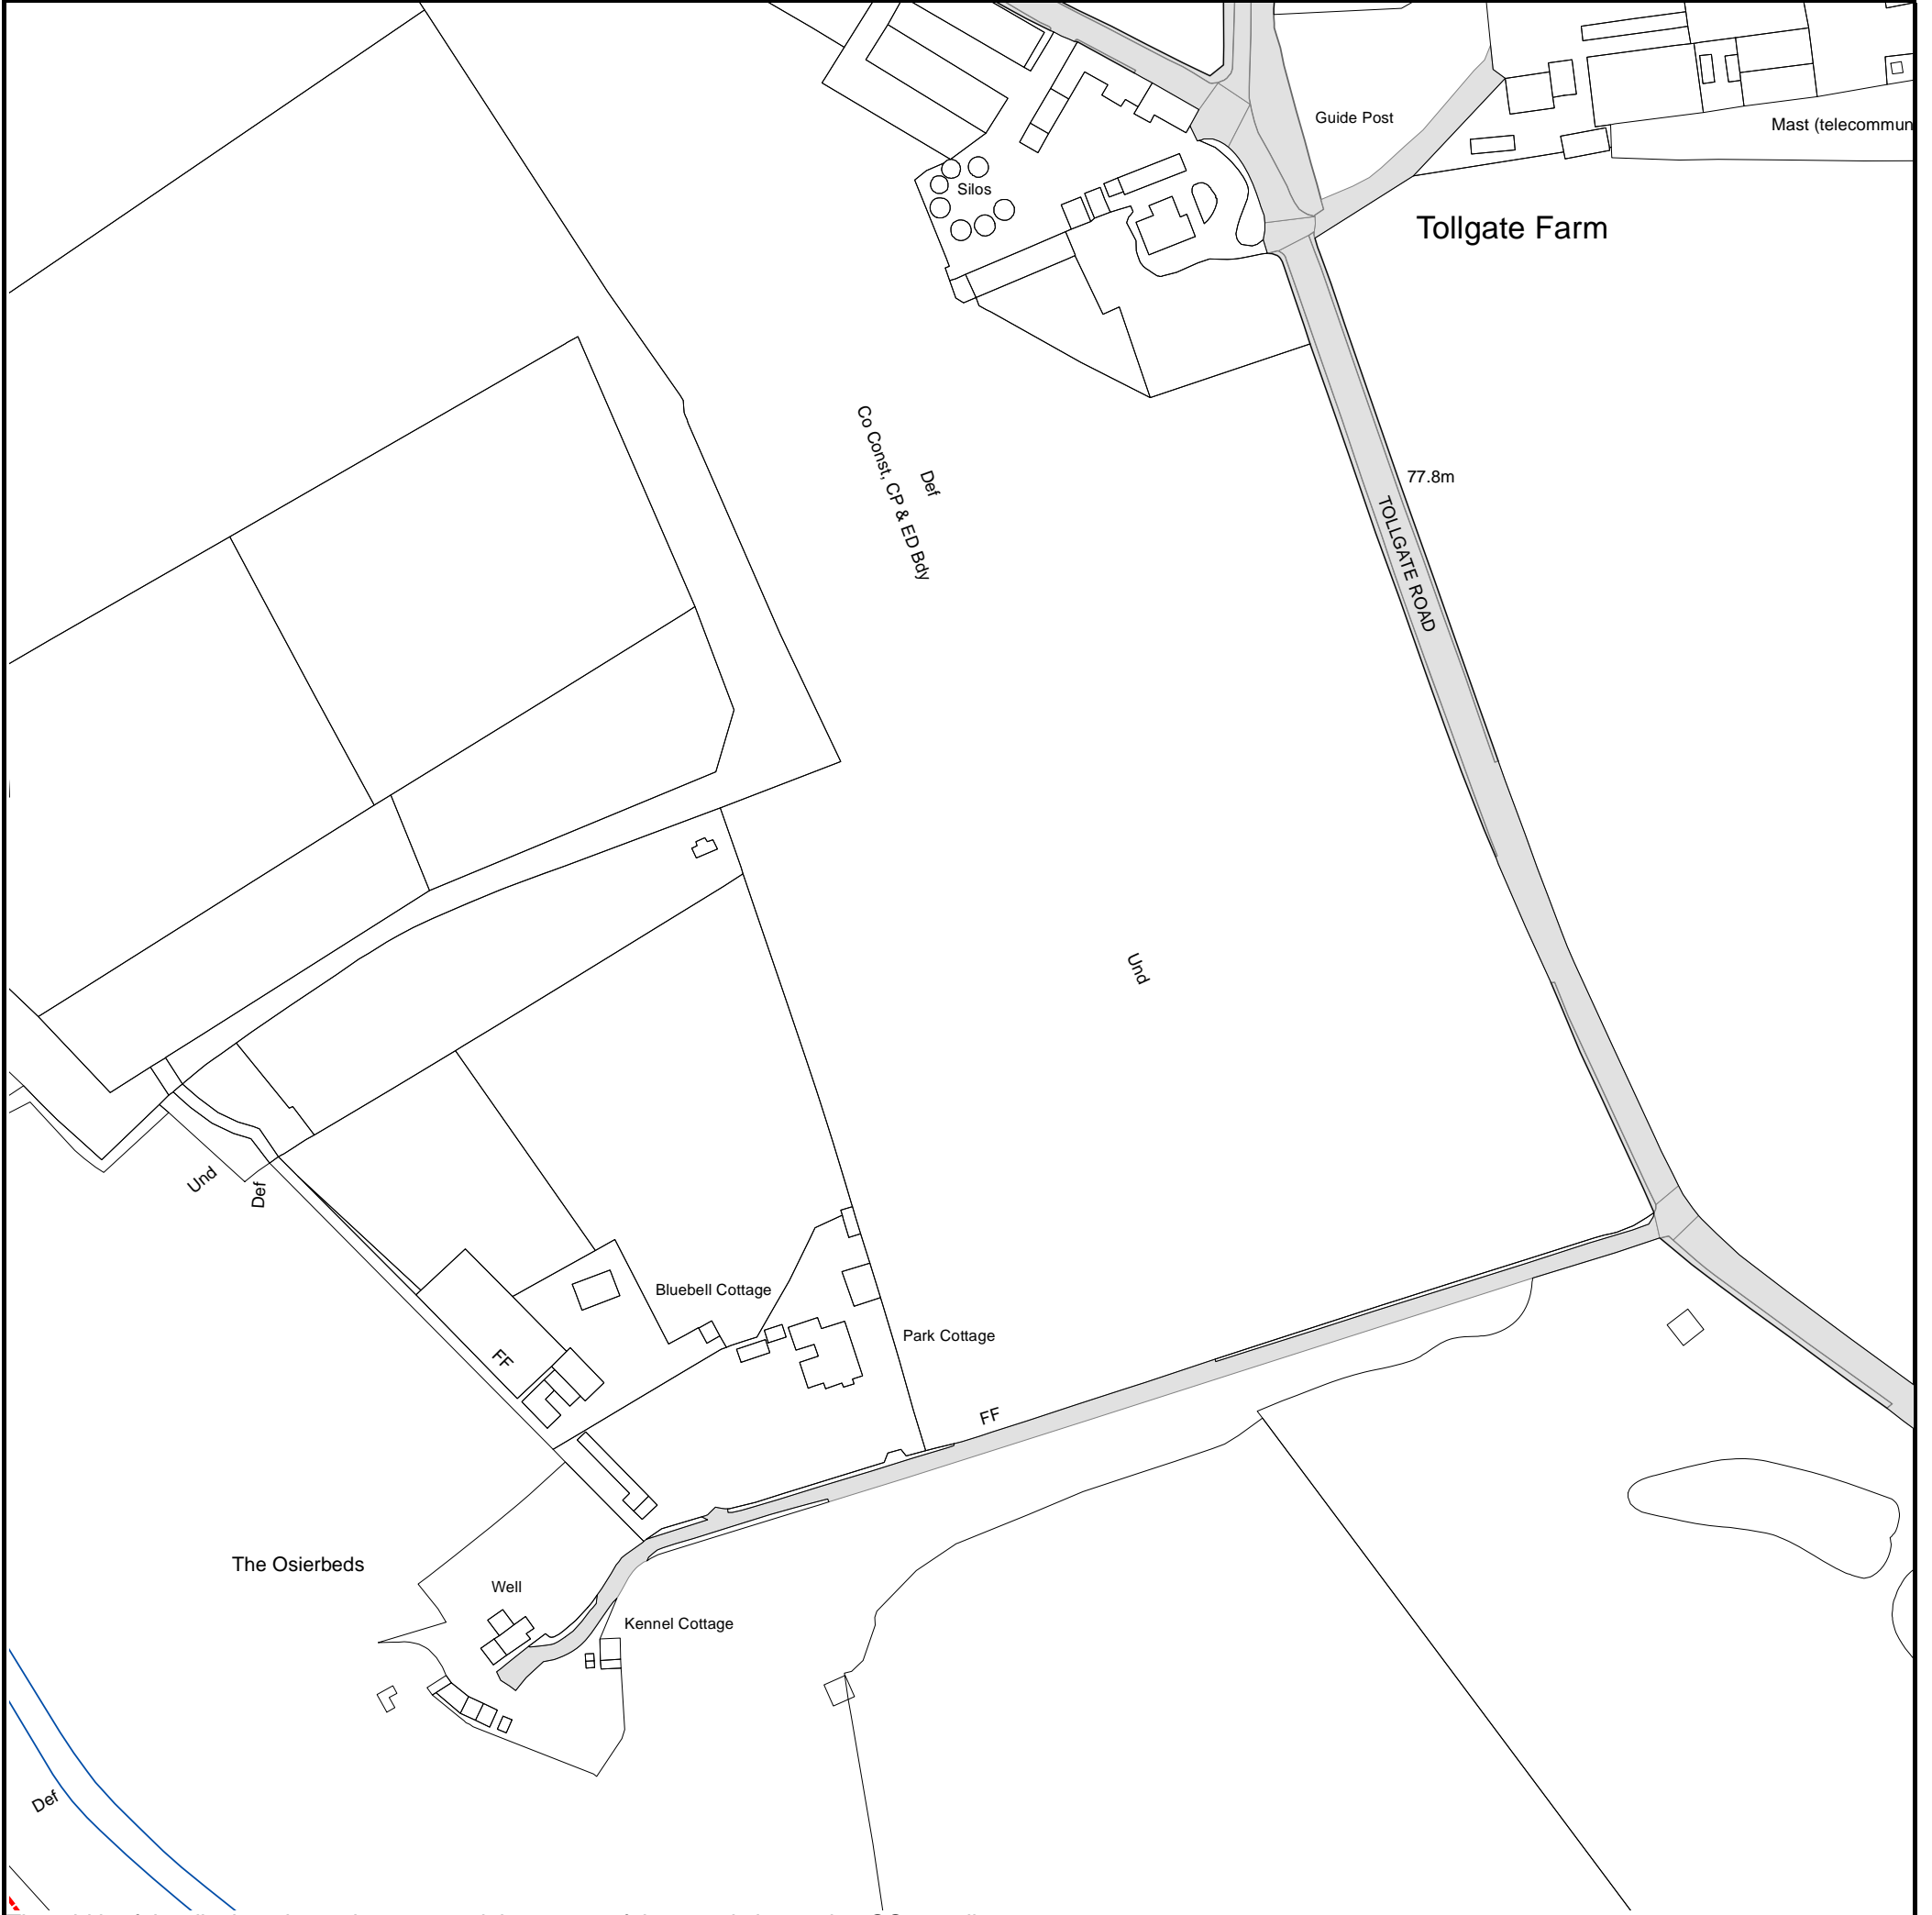 Guide Post
Mast (telecommun
Silos
Tollgate Farm
Co Const, CP & ED Bdy
Def
77.8m
TOLLGATE ROAD
Und
Und
Def
Bluebell Cottage
Park Cottage
FF
FF
The Osierbeds
Well
Kennel Cottage
Def